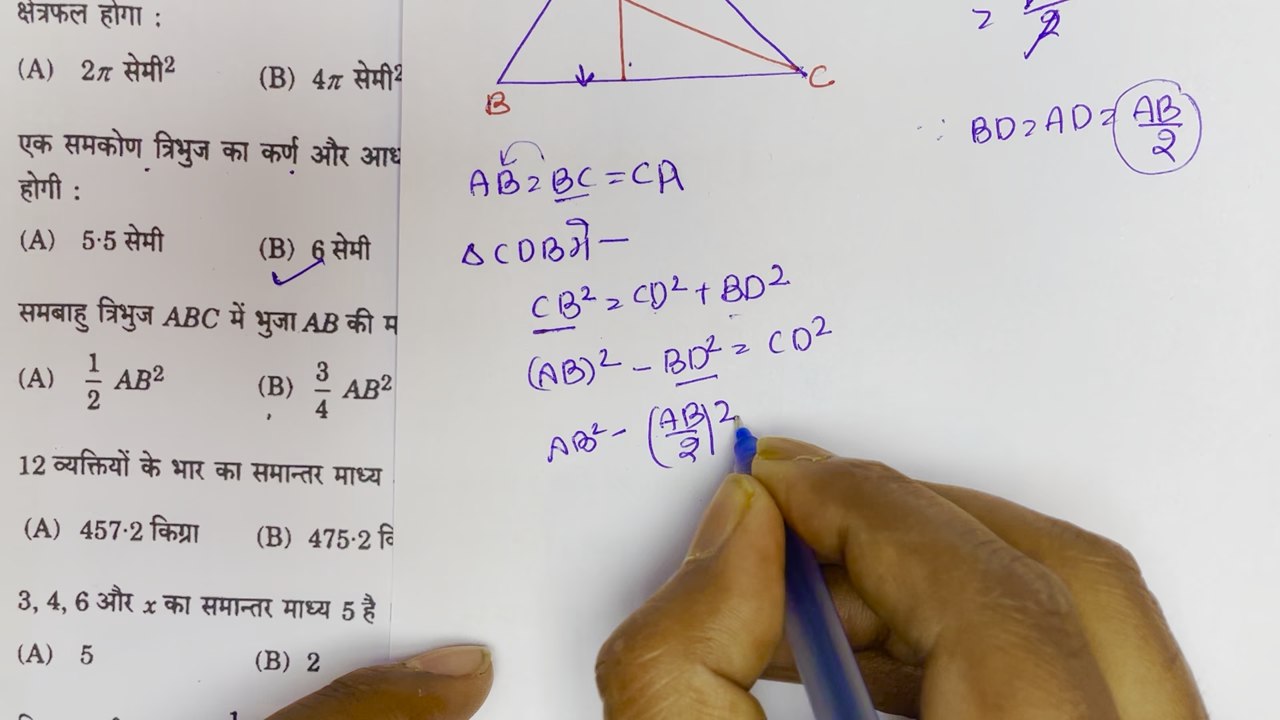 क्षेत्रफल होगा :
(A) 2π सेमी² (B) 4π सेमी²
एक समकोण त्रिभुज का कर्ण और
होगी :
(A) 5·5 सेमी (B) 6 सेमी
समबाहु त्रिभुज ABC में भुजा AB की
(A) 1/2 AB² (B) 3/4 AB²
12 व्यक्तियों के भार का समान्तर माध्य
(A) 457·2 किग्रा (B) 475·2
3, 4, 6 और x का समान्तर माध्य 5 है
(A) 5 (B) 2
B C
AB = BC = CA
Δ CDB में —
CB² = CD² + BD²
(AB)² - BD² = CD²
AB² - (AB/2)²
= /2
∴ BD = AD = AB/2